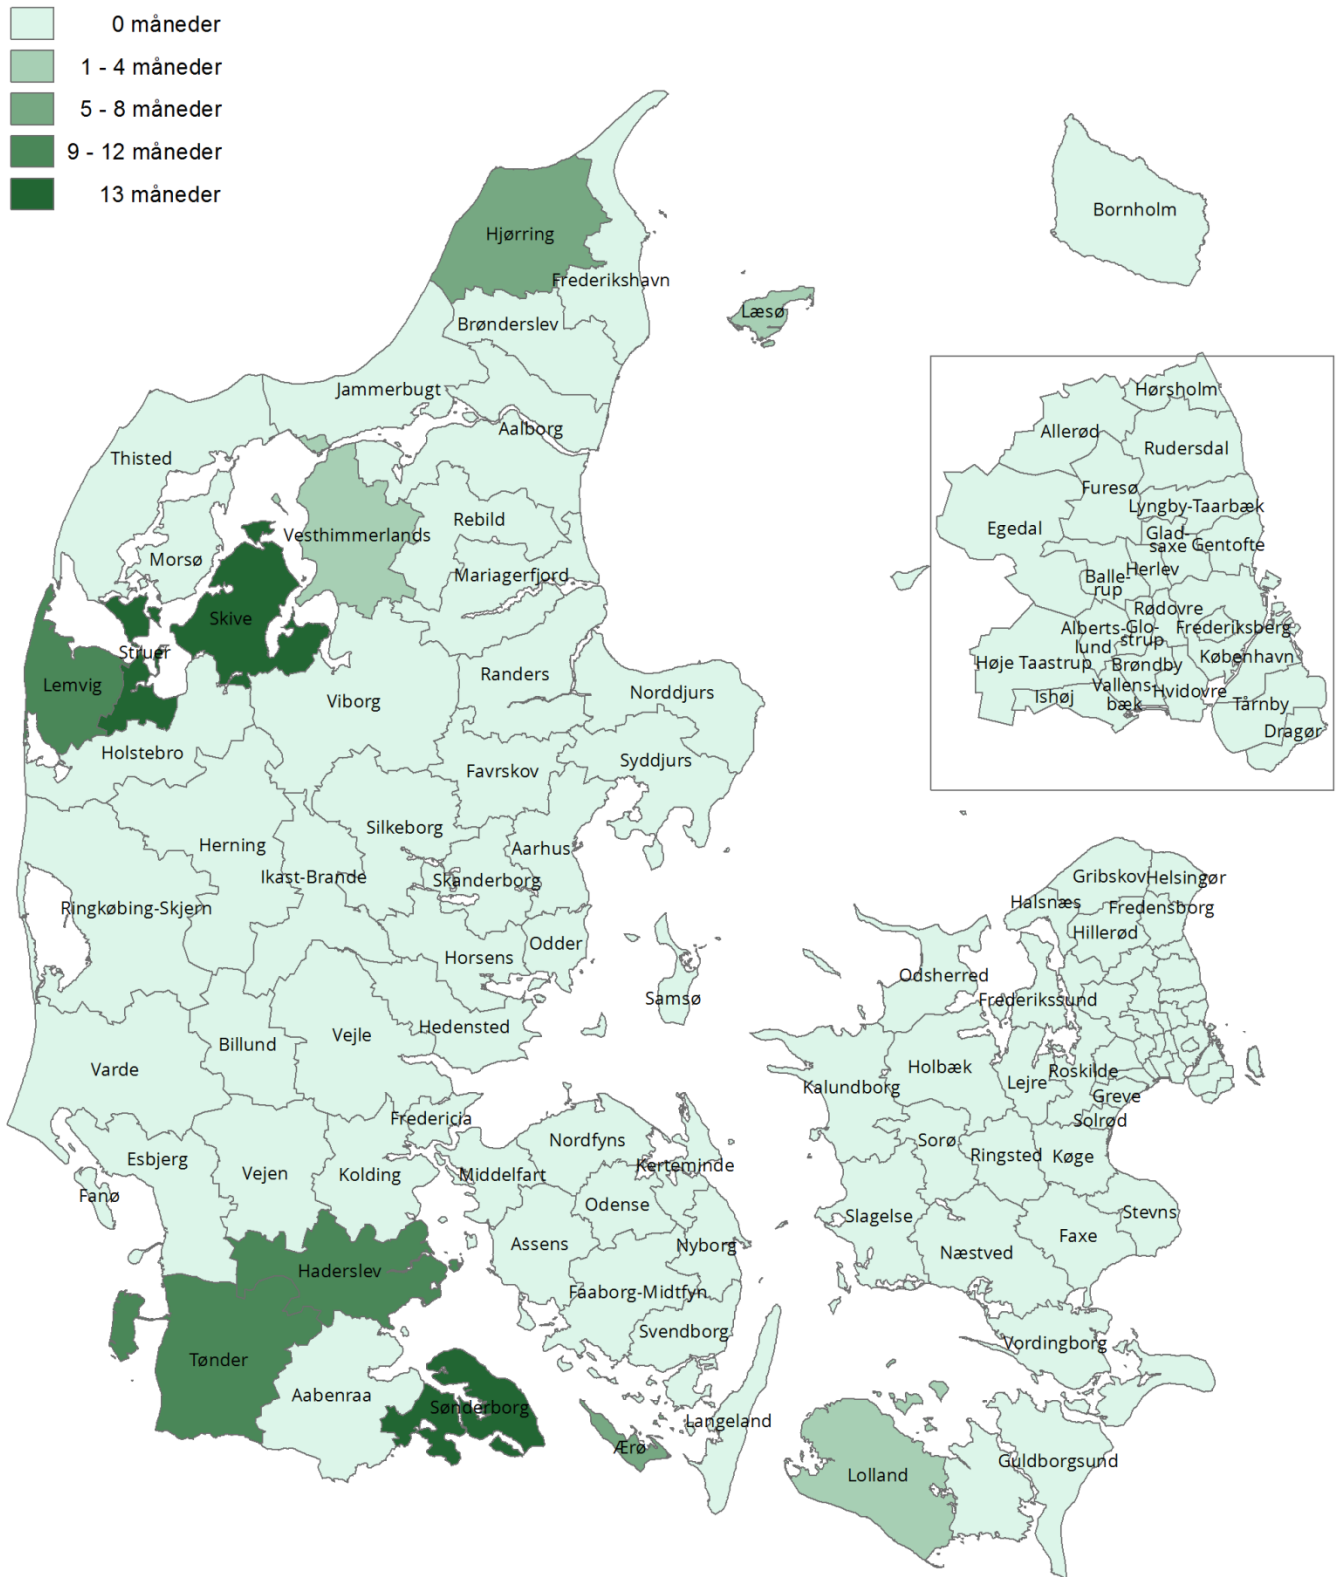 0 måneder
1 - 4 måneder
5 - 8 måneder
9 - 12 måneder
13 måneder
Bornholm
Hjørring
Frederikshavn
Læsø
Brønderslev
Jammerbugt
Aalborg
Thisted
Vesthimmerlands
Rebild
Morsø
Mariagerfjord
Skive
Struer
Lemvig
Randers
Viborg
Norddjurs
Holstebro
Syddjurs
Favrskov
Silkeborg
Herning
Aarhus
Ikast-Brande
Skanderborg
Ringkøbing-Skjern
Odder
Horsens
Samsø
Hedensted
Vejle
Billund
Varde
Fredericia
Nordfyns
Esbjerg
Vejen
Kolding
Middelfart
Kerteminde
Fanø
Odense
Assens
Nyborg
Haderslev
Faaborg-Midtfyn
Svendborg
Tønder
Aabenraa
Sønderborg
Langeland
Ærø
Hørsholm
Allerød
Rudersdal
Furesø
Lyngby-Taarbæk
Egedal
Glad-
saxe
Gentofte
Herlev
Balle-
rup
Rødovre
Alberts-
lund
Glo-
strup
Frederiksberg
København
Høje Taastrup
Brøndby
Ishøj
Vallens-
bæk
Hvidovre
Tårnby
Dragør
Gribskov
Helsingør
Halsnæs
Fredensborg
Hillerød
Odsherred
Frederikssund
Holbæk
Kalundborg
Lejre
Roskilde
Greve
Solrød
Sorø
Ringsted
Køge
Slagelse
Stevns
Faxe
Næstved
Vordingborg
Guldborgsund
Lolland